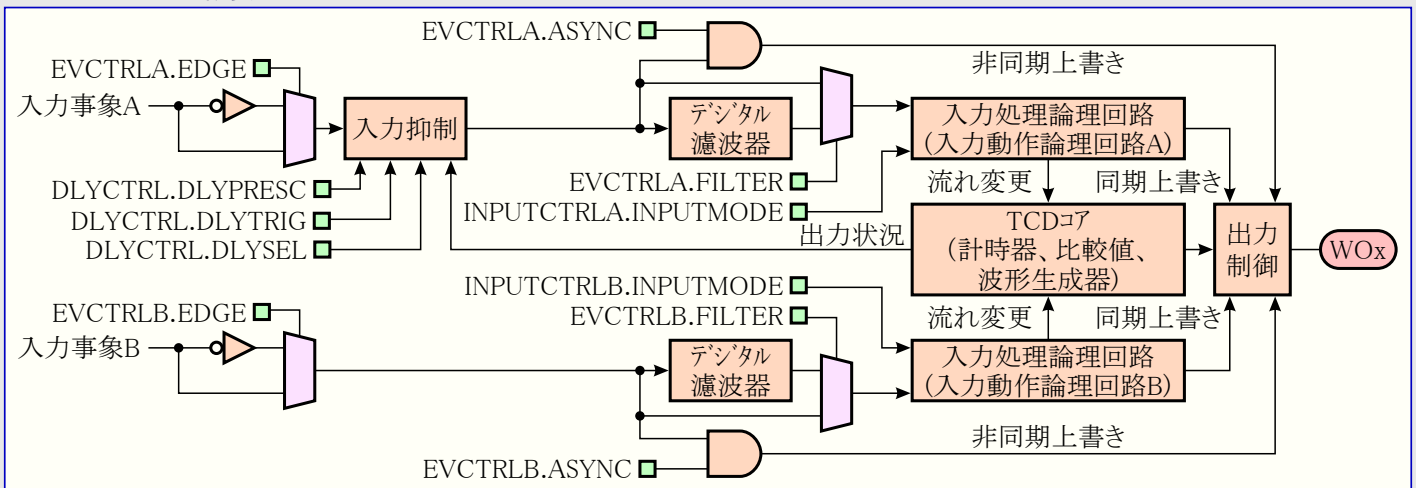 EVCTRLA.ASYNC
非同期上書き
EVCTRLA.EDGE
入力事象A
入力抑制
デジタル
濾波器
入力処理論理回路
(入力動作論理回路A)
DLYCTRL.DLYPRESC
DLYCTRL.DLYTRIG
DLYCTRL.DLYSEL
EVCTRLA.FILTER
INPUTCTRLA.INPUTMODE
流れ変更
同期上書き
出力状況
TCDコア
(計時器、比較値、
波形生成器)
出力
制御
WOx
INPUTCTRLB.INPUTMODE
EVCTRLB.FILTER
流れ変更
同期上書き
EVCTRLB.EDGE
入力事象B
デジタル
濾波器
入力処理論理回路
(入力動作論理回路B)
非同期上書き
EVCTRLB.ASYNC